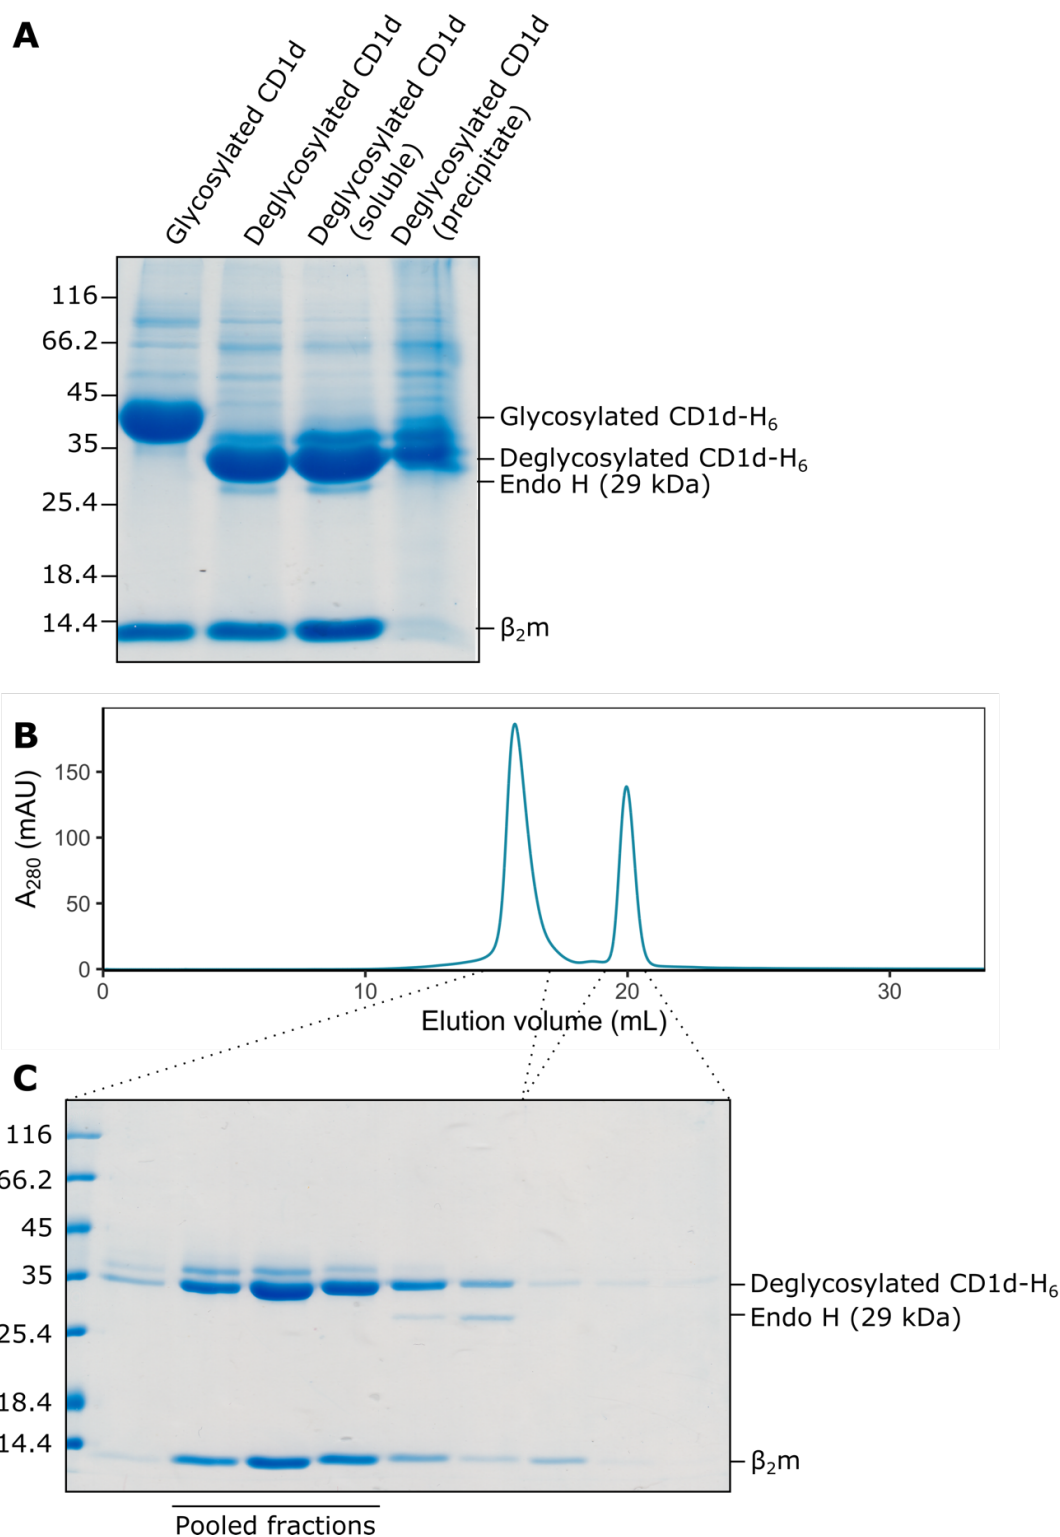 A
Glycosylated CD1d
Deglycosylated CD1d
Deglycosylated CD1d
(soluble)
Deglycosylated CD1d
(precipitate)
116
66.2
45
35
25.4
18.4
14.4
Glycosylated CD1d-H₆
Deglycosylated CD1d-H₆
Endo H (29 kDa)
β₂m
B
A₂₈₀ (mAU)
150
100
50
0
0 10 20 30
Elution volume (mL)
C
116
66.2
45
35
25.4
18.4
14.4
Deglycosylated CD1d-H₆
Endo H (29 kDa)
β₂m
Pooled fractions